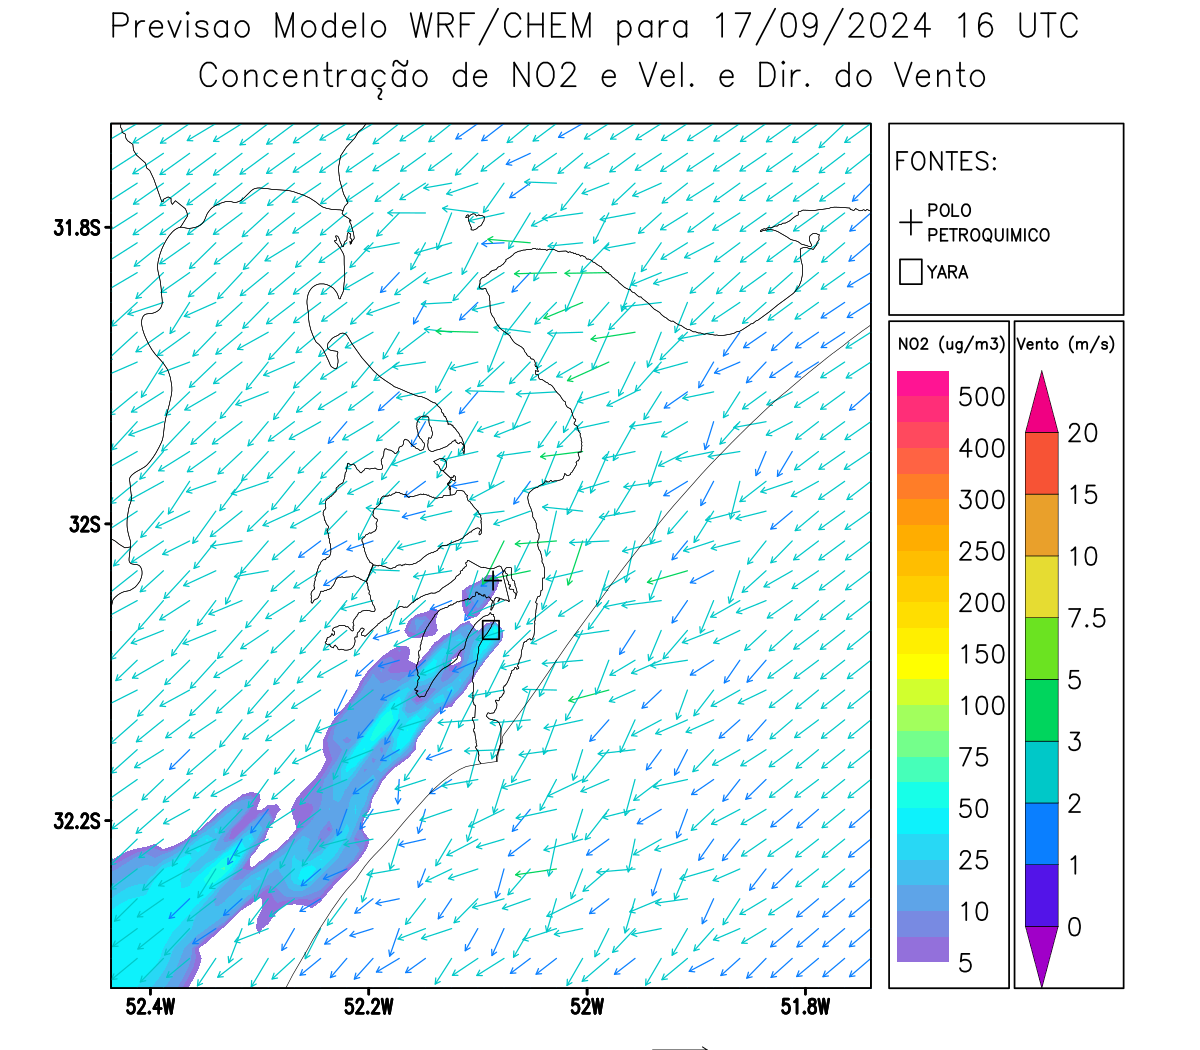 Previsao Modelo WRF/CHEM para 17/09/2024 16 UTC
Concentração de NO2 e Vel. e Dir. do Vento
FONTES:
POLO
PETROQUIMICO
YARA
NO2 (ug/m3)
500
400
300
250
200
150
100
75
50
25
10
5
Vento (m/s)
20
15
10
7.5
5
3
2
1
0
31.8S
32S
32.2S
52.4W
52.2W
52W
51.8W